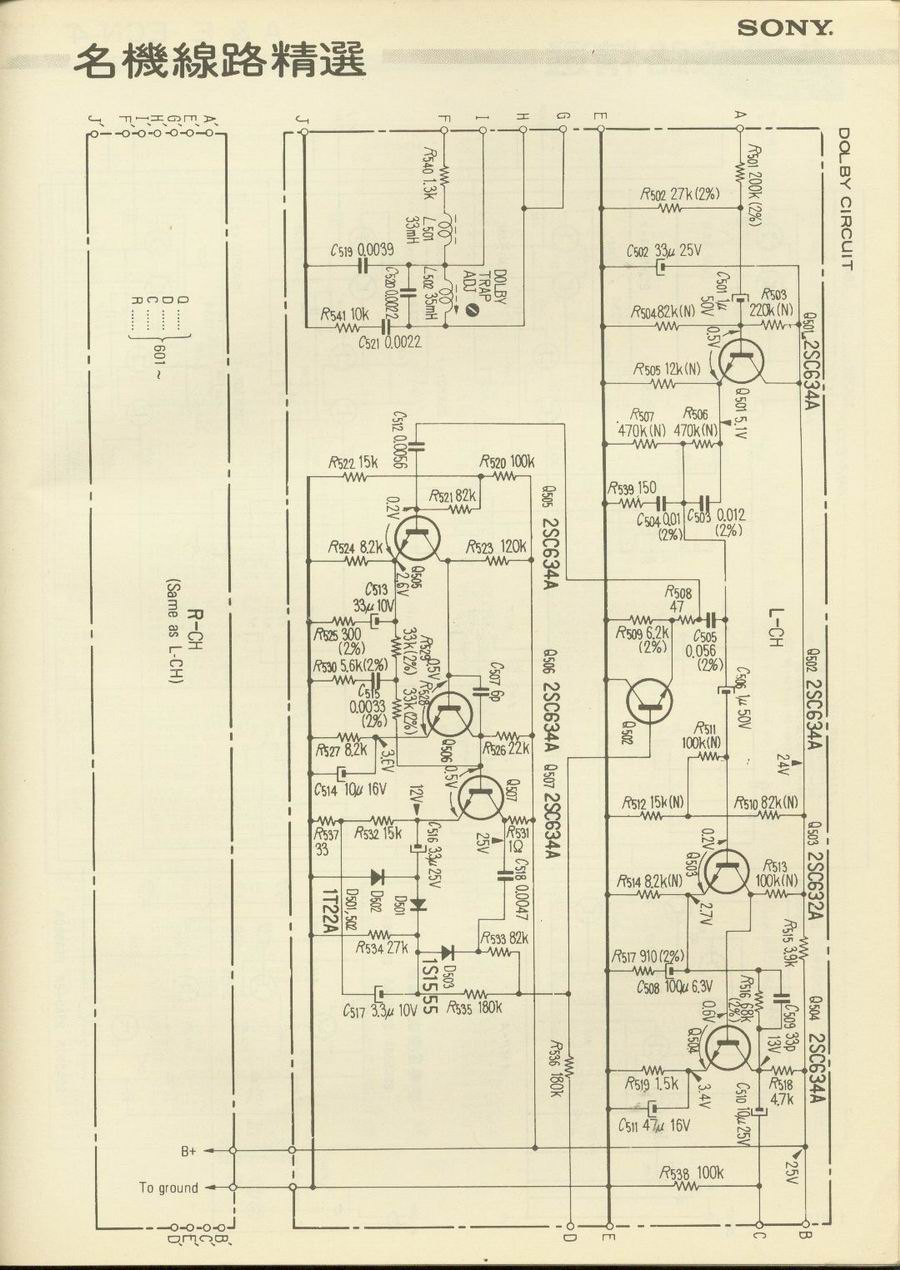 SONY.
名機線路精選
DOLBY CIRCUIT
J' F' I' H' G' E' A'
J F I H G E A
R501 200k(2%)
R502 27k(2%)
C502 33μ 25V
C501 1μ 50V
R503 220k(N)
R504 82k(N)
0.5V
Q501 2SC634A
R505 12k(N)
Q501 5.1V
R507 470k(N)
R506 470k(N)
R539 150
C504 0.01 (2%)
C503 0.012 (2%)
R508 47
R509 6.2k (2%)
C505 0.056 (2%)
L-CH
C506 1μ 50V
Q502
Q502 2SC634A
R511 100k(N)
24V
R512 15k(N)
R510 82k(N)
0.2V
Q503
Q503 2SC632A
R513 100k(N)
R514 8.2k(N)
2.7V
R515 3.9k
R517 910(2%)
C508 100μ 6.3V
R516 68k (2%)
C509 33p
13V
0.6V
Q504
Q504 2SC634A
R519 1.5k
3.4V
R518 4.7k
C510 10μ 25V
C511 47μ 16V
25V
R538 100k
R540 1.3k
L501 33mH
C519 0.0039
C520 0.0022
L502 35mH
DOLBY TRAP ADJ
R541 10k
C521 0.0022
C512 0.0056
R522 15k
R520 100k
R521 82k
0.2V
Q505
Q505 2SC634A
R524 8.2k
R523 120k
2.6V
C513 33μ 10V
R525 300 (2%)
R529 33k(2%)
0.5V
R530 5.6k(2%)
C515 0.0033 (2%)
R528 33k(2%)
C507 6p
Q506
Q506 2SC634A
R527 8.2k
3.6V
R526 22k
C514 10μ 16V
0.5V
Q507
Q507 2SC634A
12V
R537 33
R532 15k
C516 33μ 25V
25V
R531 1Ω
C518 0.0047
D501,502 1T22A
D502
D501
R534 27k
R533 82k
D503 1S1555
C517 3.3μ 10V
R535 180k
R536 180k
Q ......
D ......
C ......
R ......
601 ~
R-CH
(Same as L-CH)
B+
To ground
D' E' C' B'
D E C B